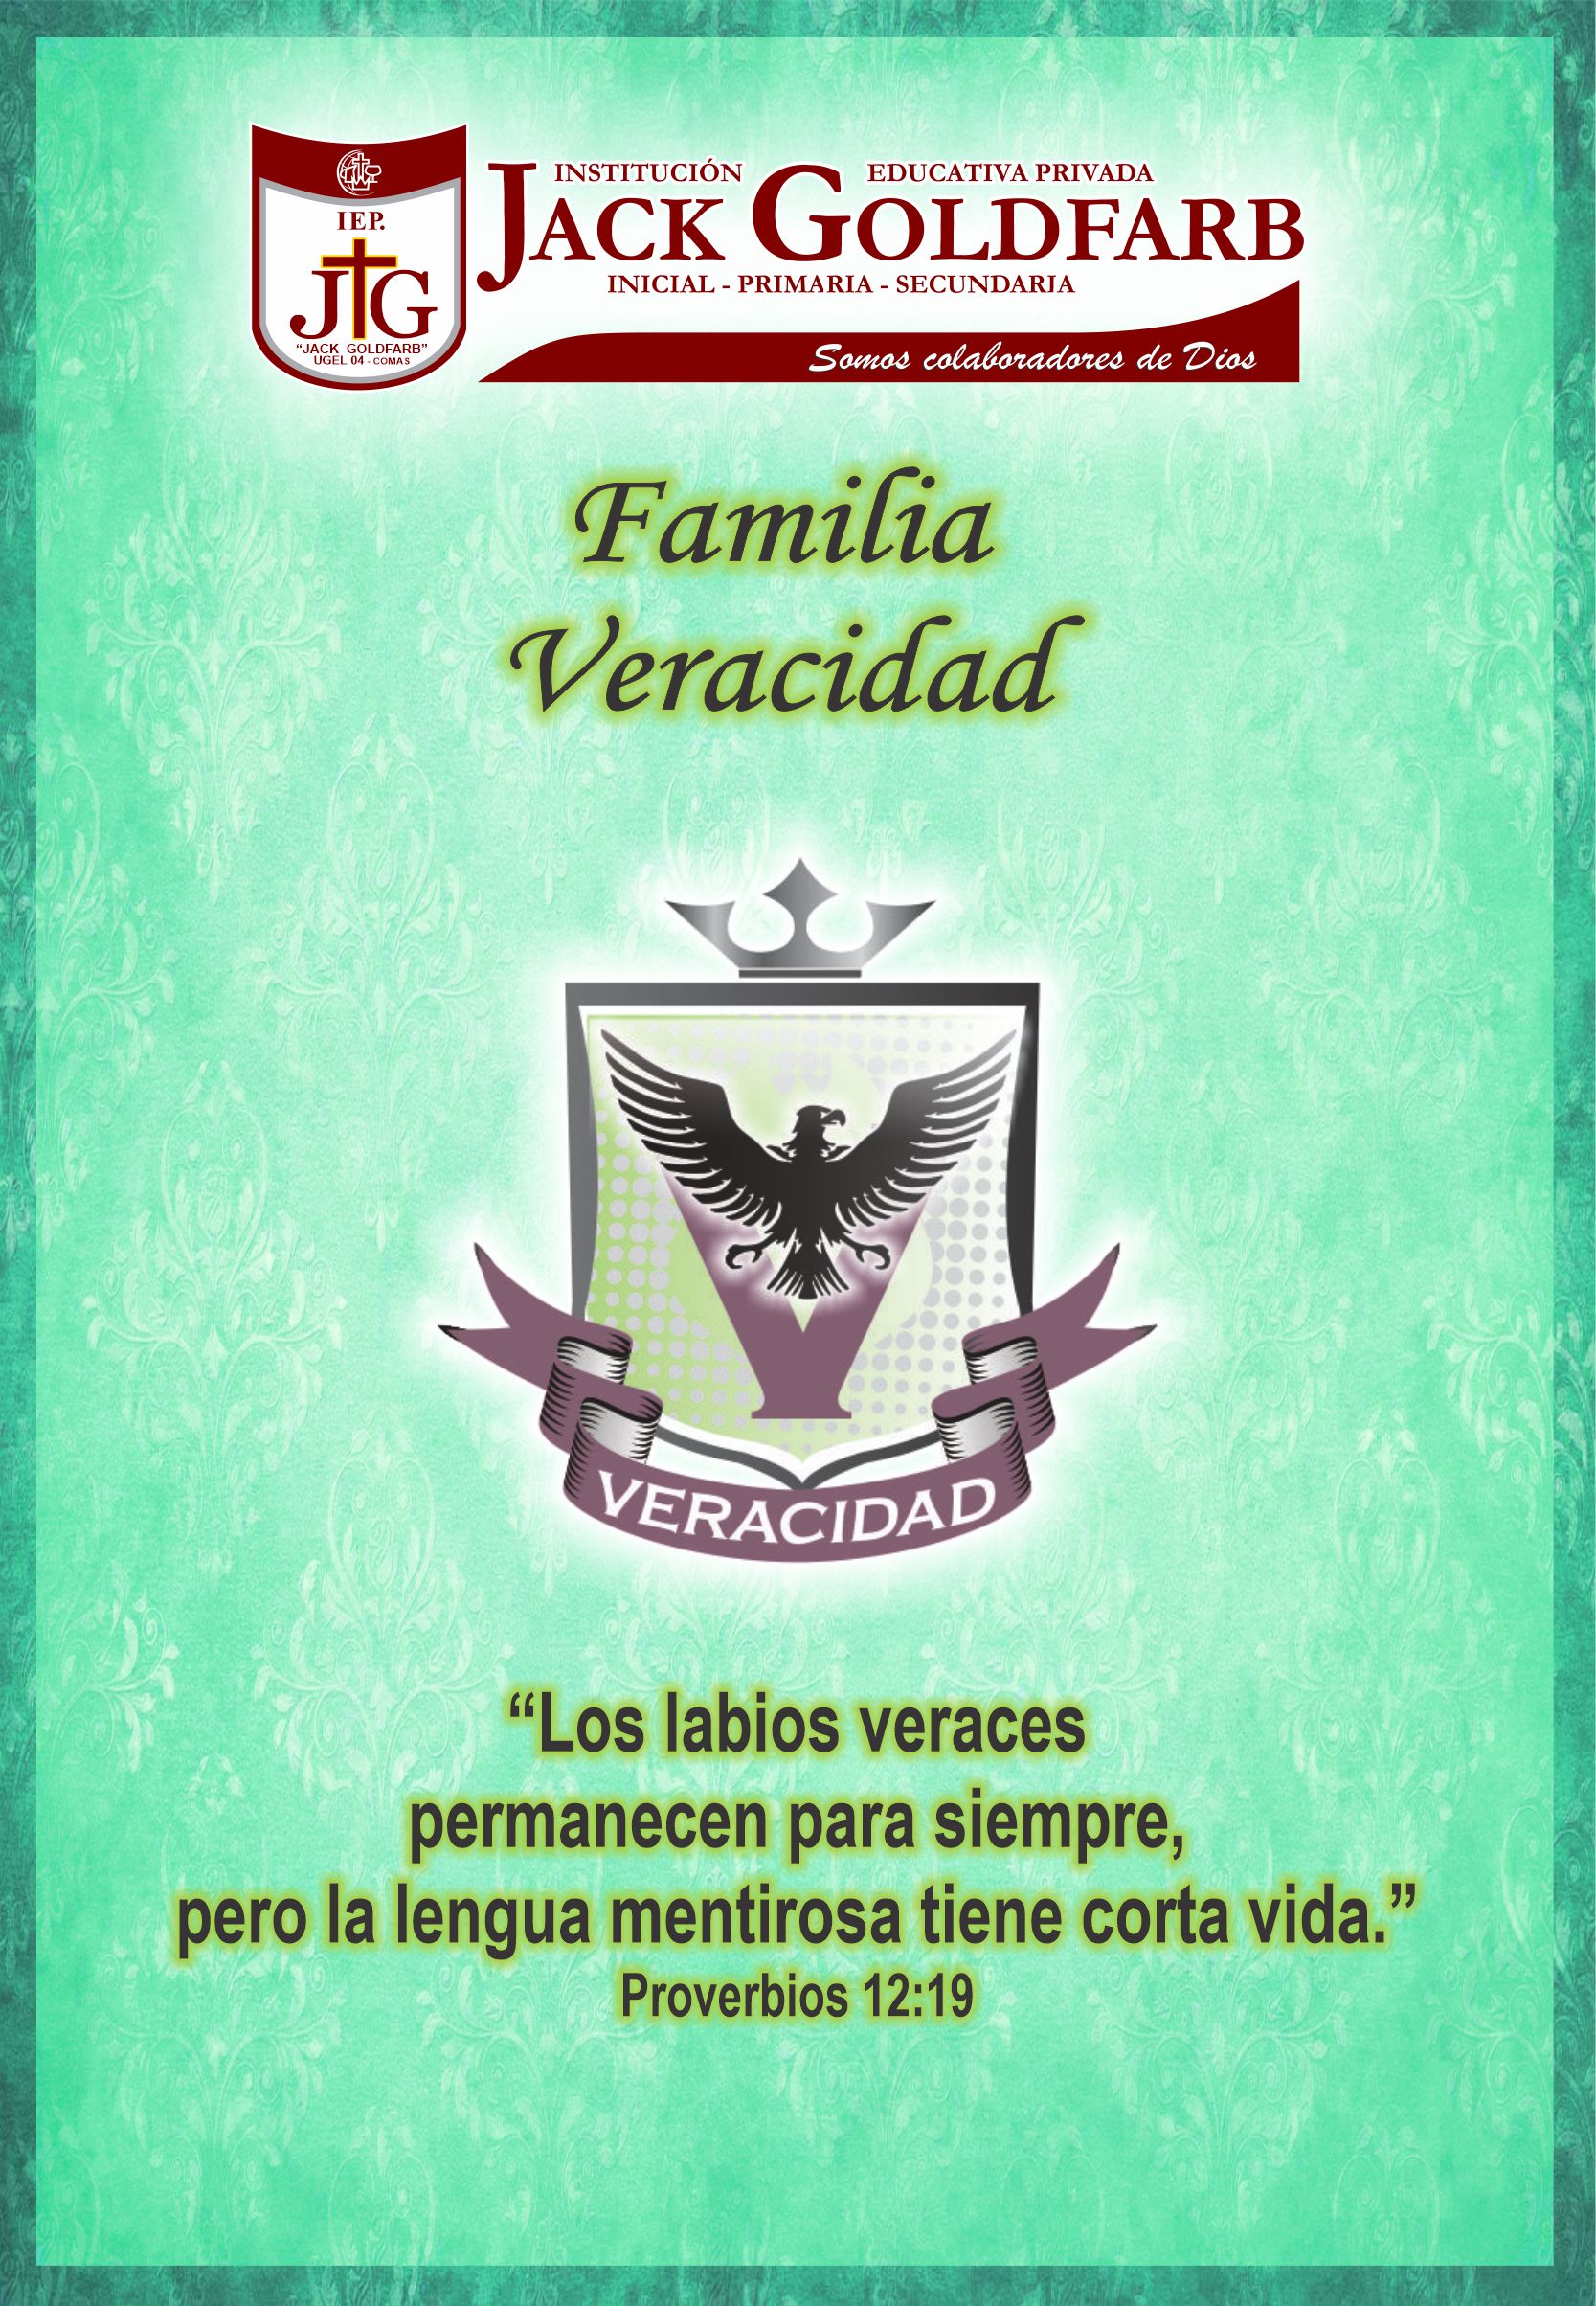 IEP.
JTG
“JACK GOLDFARB”
UGEL 04 - COMAS
INSTITUCIÓN EDUCATIVA PRIVADA
JACK GOLDFARB
INICIAL - PRIMARIA - SECUNDARIA
Somos colaboradores de Dios
Familia
Veracidad
V
VERACIDAD
“Los labios veraces
permanecen para siempre,
pero la lengua mentirosa tiene corta vida.”
Proverbios 12:19